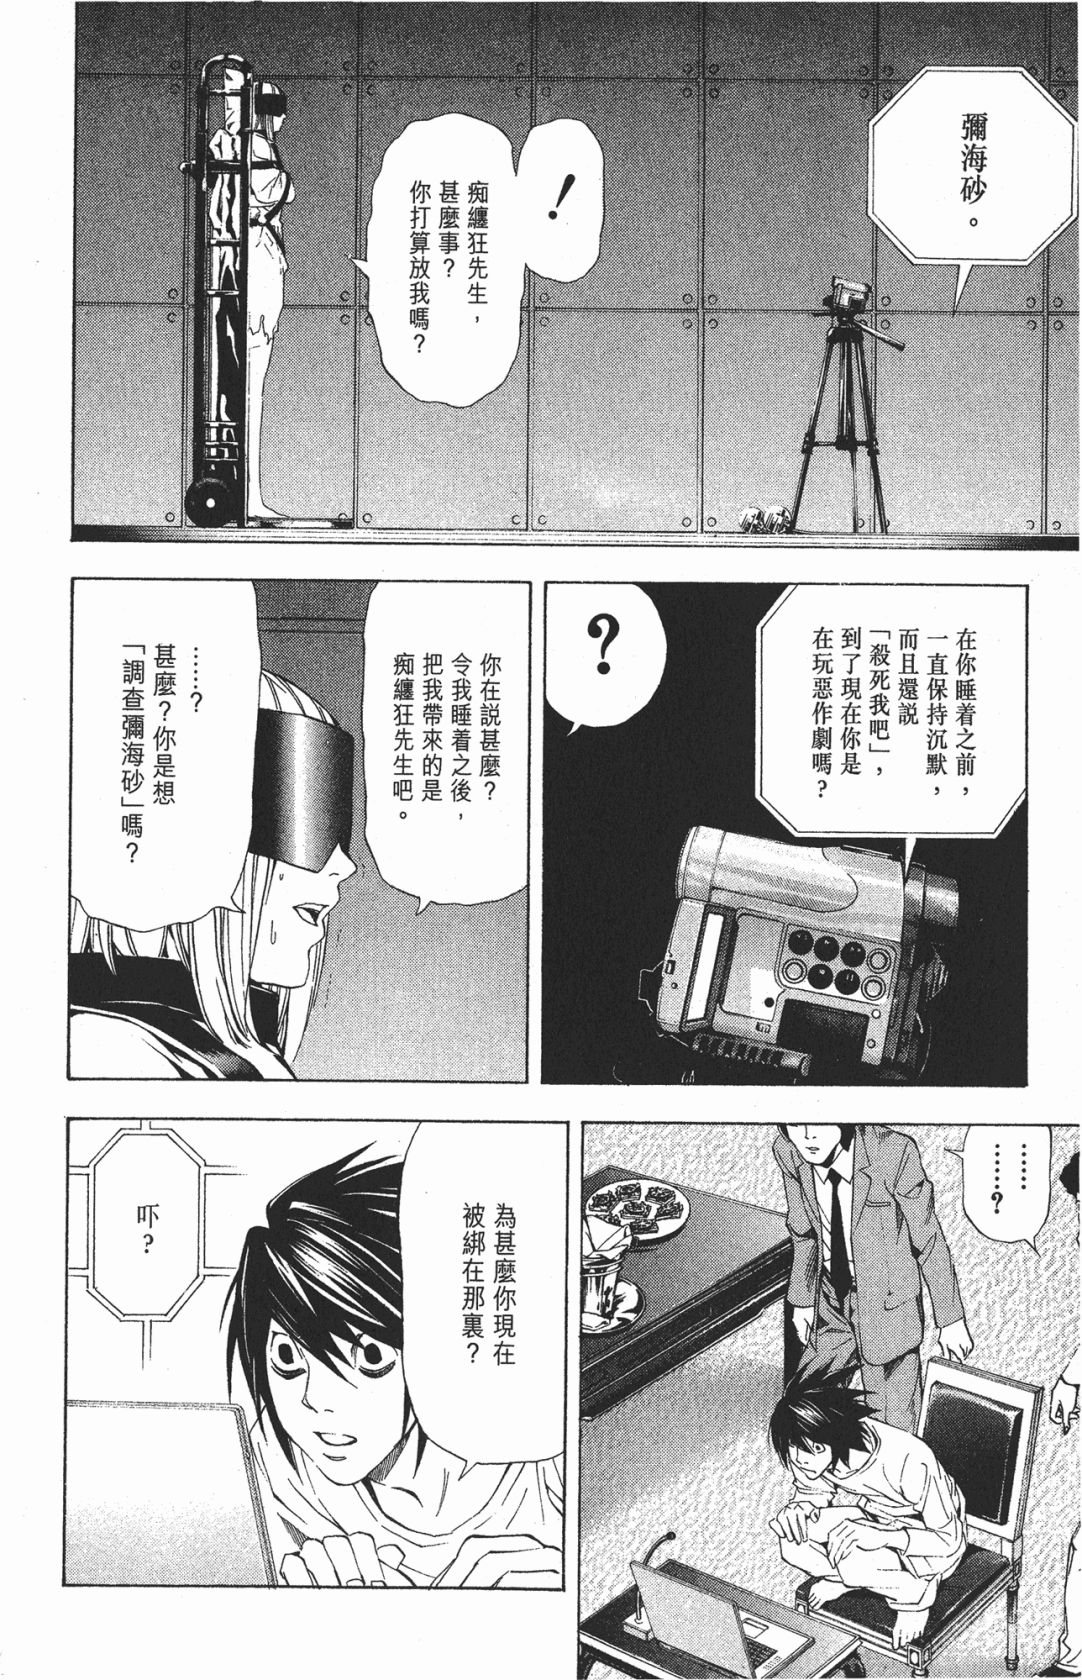 彌海砂。
！
痴纏狂先生，
甚麼事？
你打算放我嗎？
在你睡着之前，
一直保持沉默，
而且還説
「殺死我吧」，
到了現在你是
在玩惡作劇嗎？
？
你在説甚麼？
令我睡着之後，
把我帶來的是
痴纏狂先生吧。
……？
甚麼？你是想
「調查彌海砂」嗎？
……
……？
為甚麼你現在
被綁在那裏？
吓？